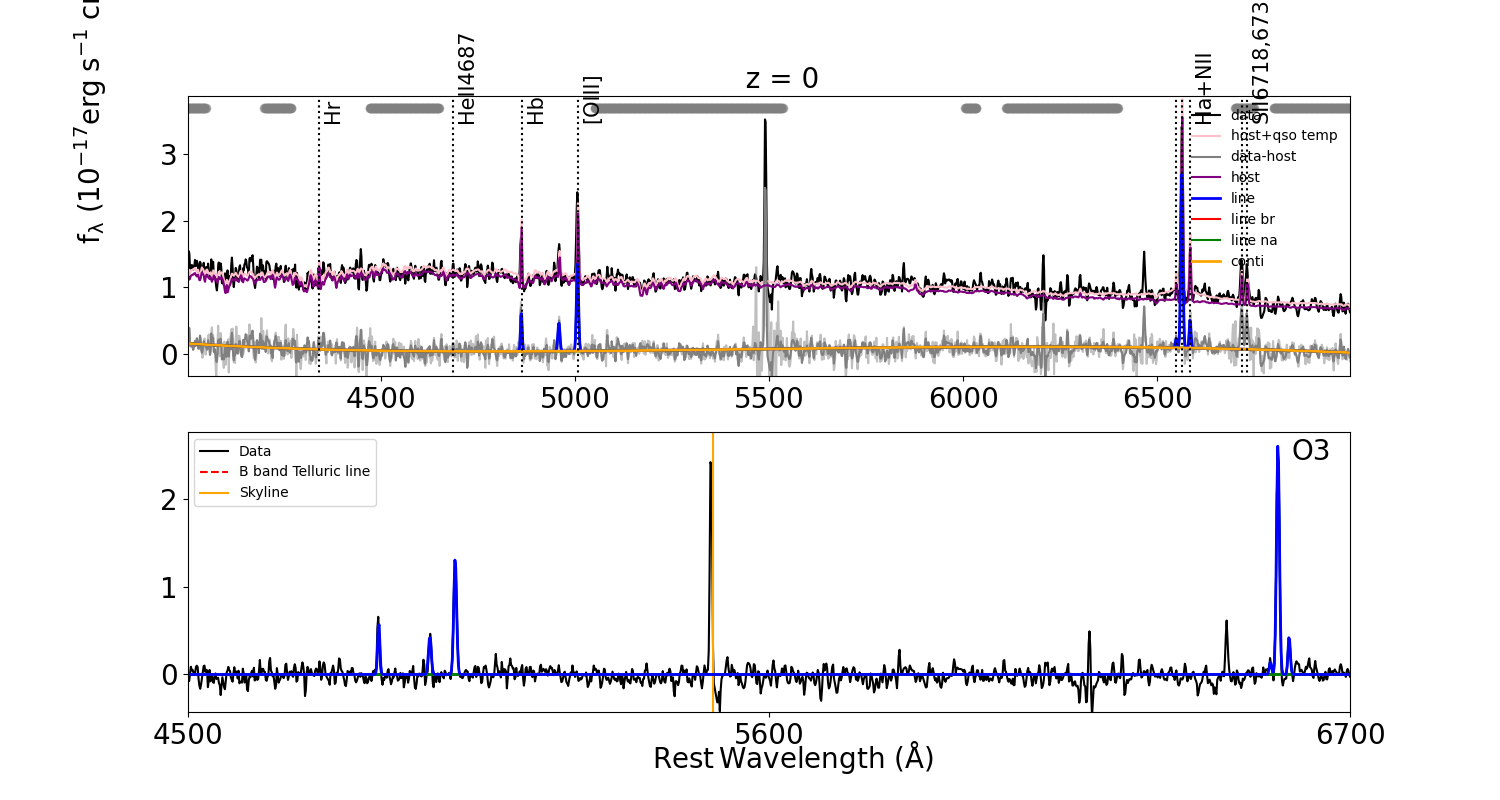 z = 0
fλ (10−17erg s−1
Hr
HeII4687
Hb
[OIII]
Ha+NII
SII6718,673
data
host+qso temp
data-host
host
line
line br
line na
conti
3
2
1
0
4500 5000 5500 6000 6500
Data
B band Telluric line
Skyline
O3
2
1
0
4500 5600 6700
Rest Wavelength (Å)